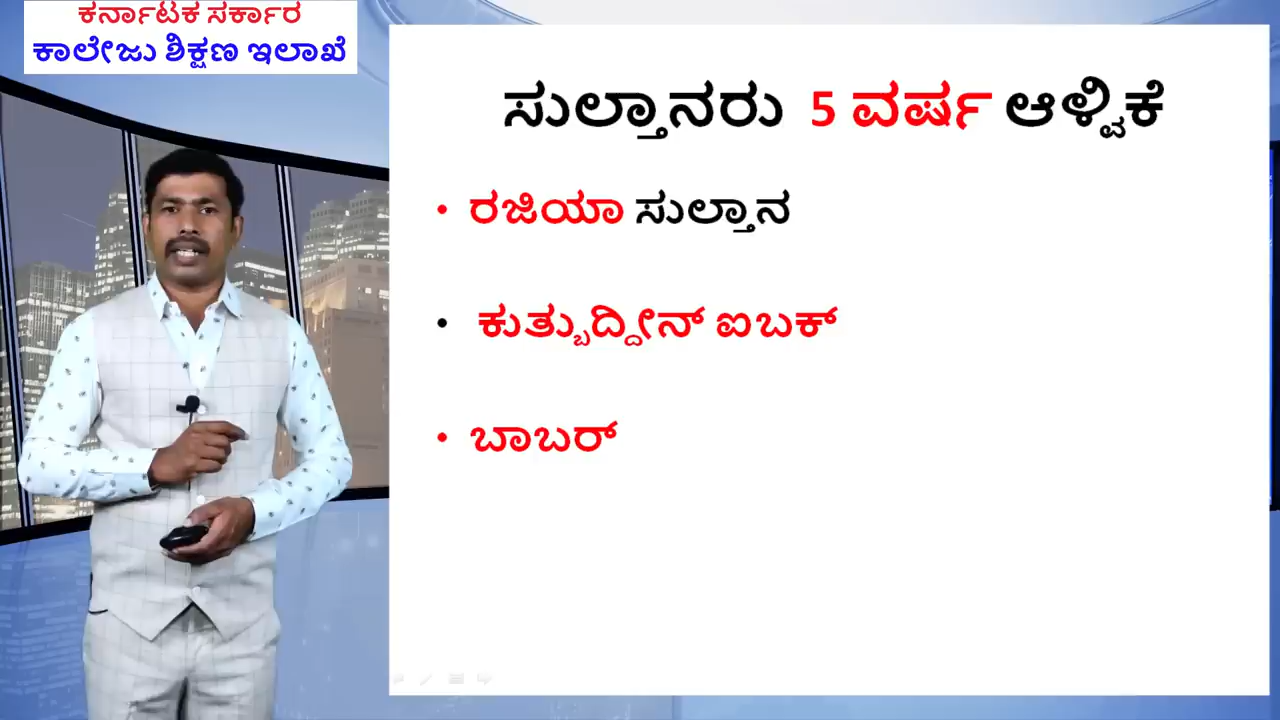 ಕರ್ನಾಟಕ ಸರ್ಕಾರ
ಕಾಲೇಜು ಶಿಕ್ಷಣ ಇಲಾಖೆ
ಸುಲ್ತಾನರು 5 ವರ್ಷ ಆಳ್ವಿಕೆ
• ರಜಿಯಾ ಸುಲ್ತಾನ
• ಕುತ್ಬುದ್ದೀನ್ ಐಬಕ್
• ಬಾಬರ್